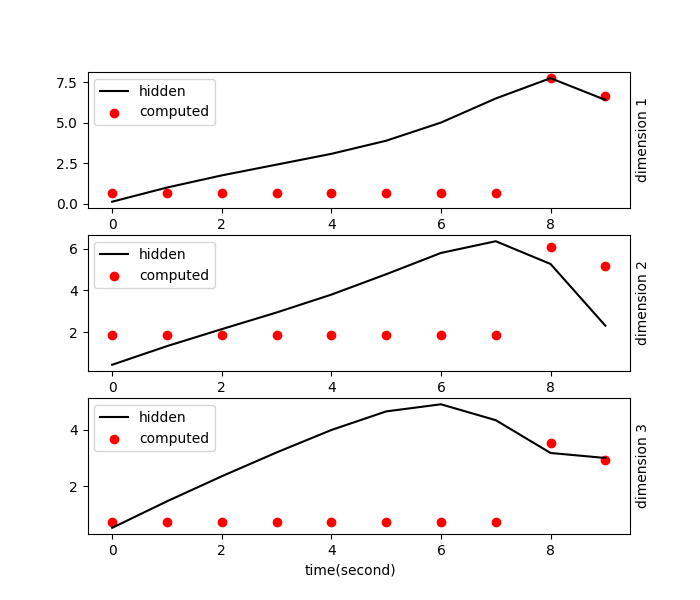 hidden
computed
7.5
5.0
2.5
0.0
0 2 4 6 8
dimension 1
hidden
computed
6
4
2
0 2 4 6 8
dimension 2
hidden
computed
4
2
0 2 4 6 8
dimension 3
time(second)